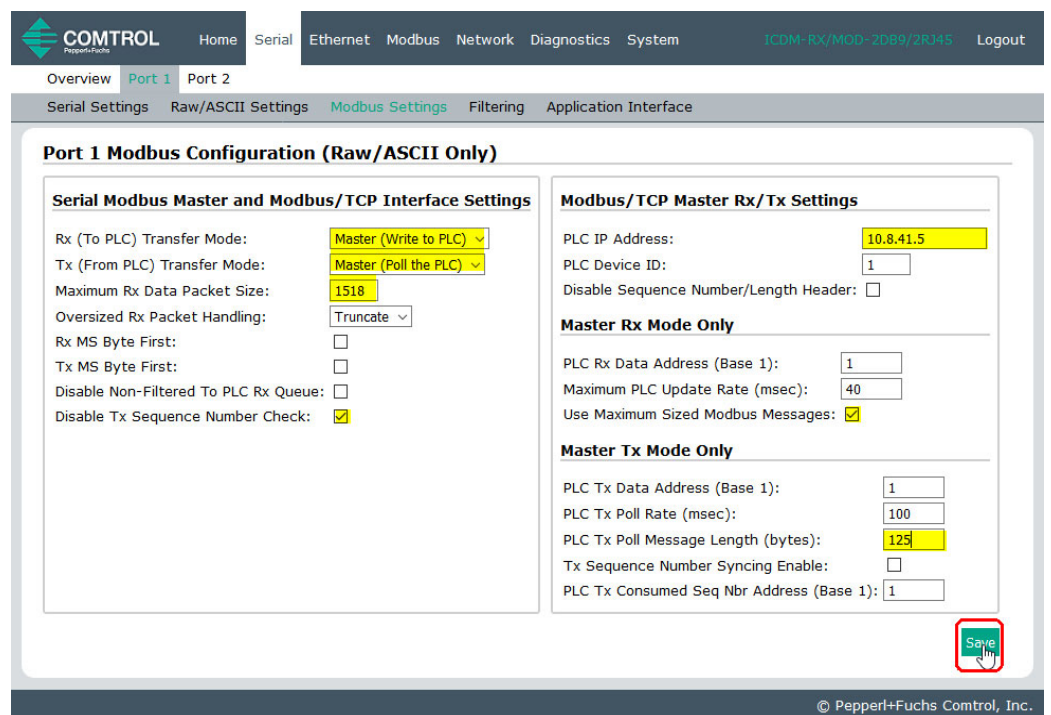 COMTROL
Pepperl+Fuchs
Home Serial Ethernet Modbus Network Diagnostics System ICDM-RX/MOD-2DB9/2RJ45 Logout
Overview Port 1 Port 2
Serial Settings Raw/ASCII Settings Modbus Settings Filtering Application Interface
Port 1 Modbus Configuration (Raw/ASCII Only)
Serial Modbus Master and Modbus/TCP Interface Settings
Rx (To PLC) Transfer Mode: Master (Write to PLC)
Tx (From PLC) Transfer Mode: Master (Poll the PLC)
Maximum Rx Data Packet Size: 1518
Oversized Rx Packet Handling: Truncate
Rx MS Byte First:
Tx MS Byte First:
Disable Non-Filtered To PLC Rx Queue:
Disable Tx Sequence Number Check:
Modbus/TCP Master Rx/Tx Settings
PLC IP Address: 10.8.41.5
PLC Device ID: 1
Disable Sequence Number/Length Header:
Master Rx Mode Only
PLC Rx Data Address (Base 1): 1
Maximum PLC Update Rate (msec): 40
Use Maximum Sized Modbus Messages:
Master Tx Mode Only
PLC Tx Data Address (Base 1): 1
PLC Tx Poll Rate (msec): 100
PLC Tx Poll Message Length (bytes): 125
Tx Sequence Number Syncing Enable:
PLC Tx Consumed Seq Nbr Address (Base 1): 1
Save
© Pepperl+Fuchs Comtrol, Inc.